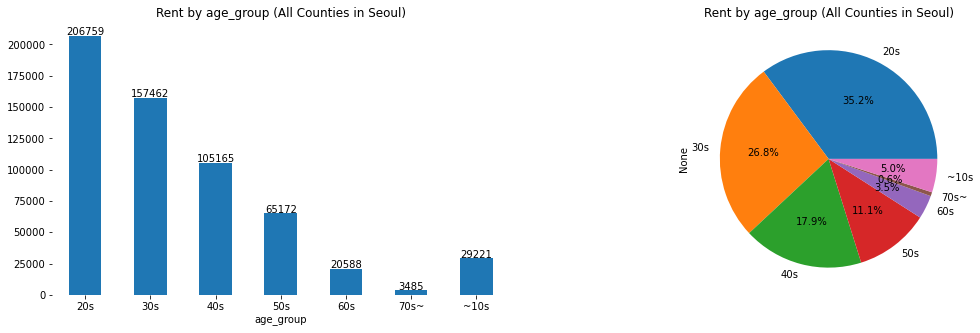 Rent by age_group (All Counties in Seoul)
200000
175000
150000
125000
100000
75000
50000
25000
0
206759
157462
105165
65172
20588
3485
29221
20s
30s
40s
50s
60s
70s~
~10s
age_group
Rent by age_group (All Counties in Seoul)
None
20s
35.2%
30s
26.8%
40s
17.9%
50s
11.1%
60s
3.5%
70s~
0.6%
~10s
5.0%